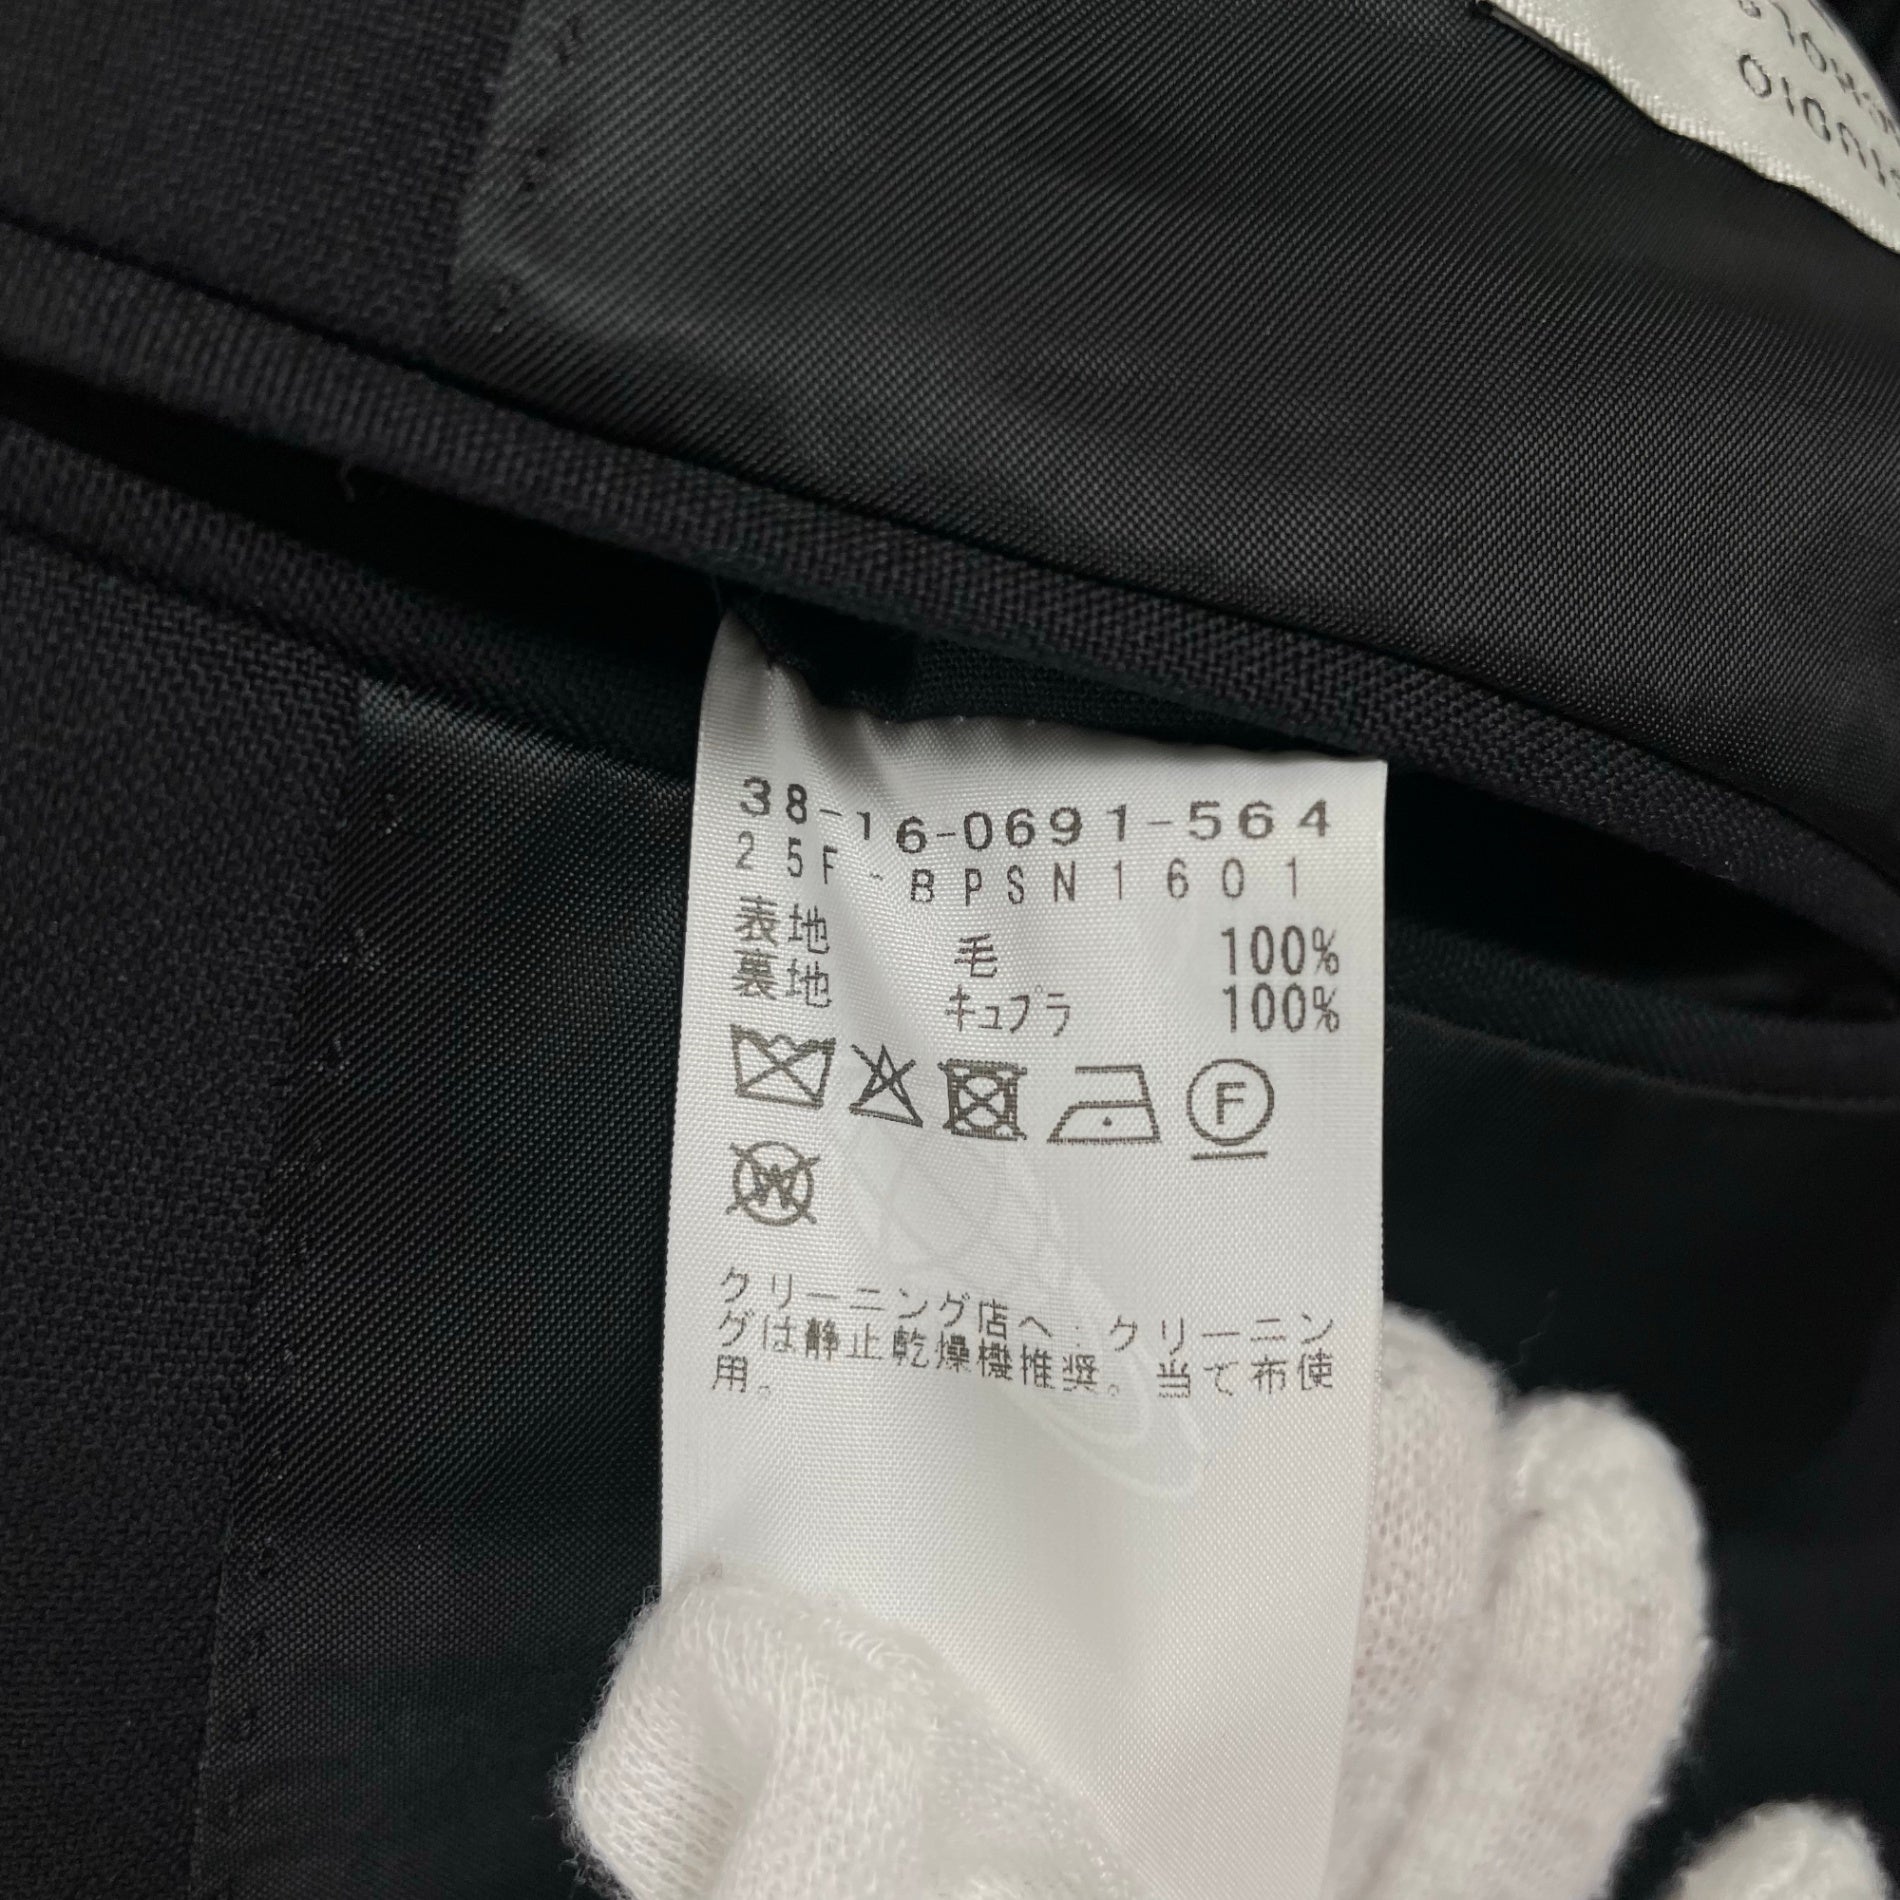 38-16-0691-564
25F-BPSN1601
表地 毛 100%
裏地 キュプラ 100%
F
W
クリーニング店へ・クリーニン
グは静止乾燥機推奨。当て布使
用。